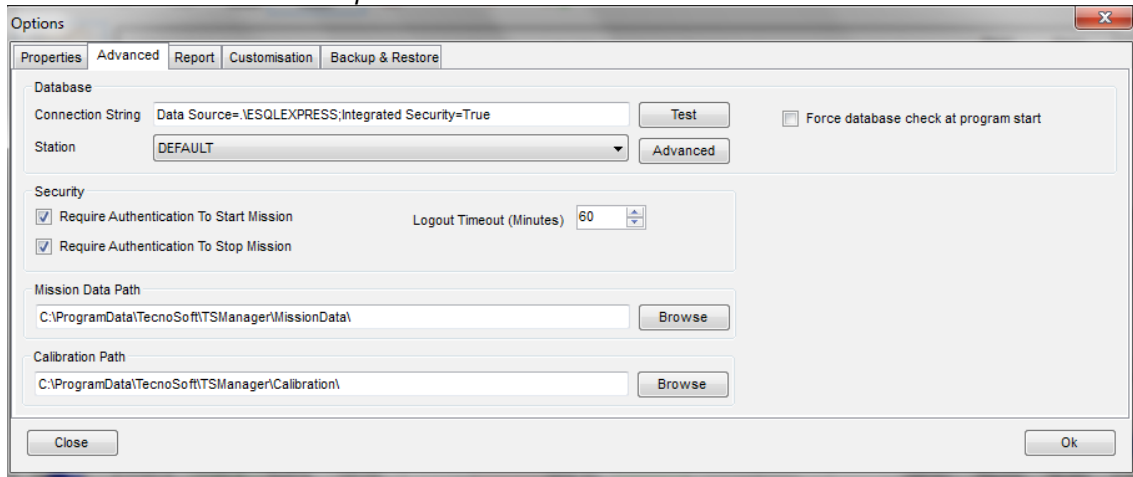 Options
Properties Advanced Report Customisation Backup & Restore
Database
Connection String Data Source=.\ESQLEXPRESS;Integrated Security=True Test Force database check at program start
Station DEFAULT Advanced
Security
Require Authentication To Start Mission Logout Timeout (Minutes) 60
Require Authentication To Stop Mission
Mission Data Path
C:\ProgramData\TecnoSoft\TSManager\MissionData\ Browse
Calibration Path
C:\ProgramData\TecnoSoft\TSManager\Calibration\ Browse
Close Ok